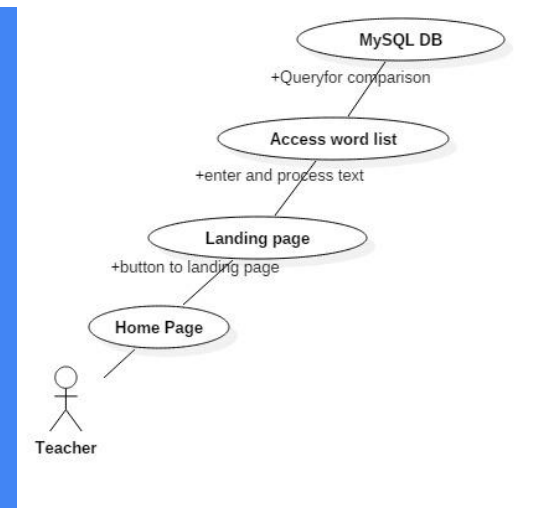 MySQL DB
+Queryfor comparison
Access word list
+enter and process text
Landing page
+button to landing page
Home Page
Teacher